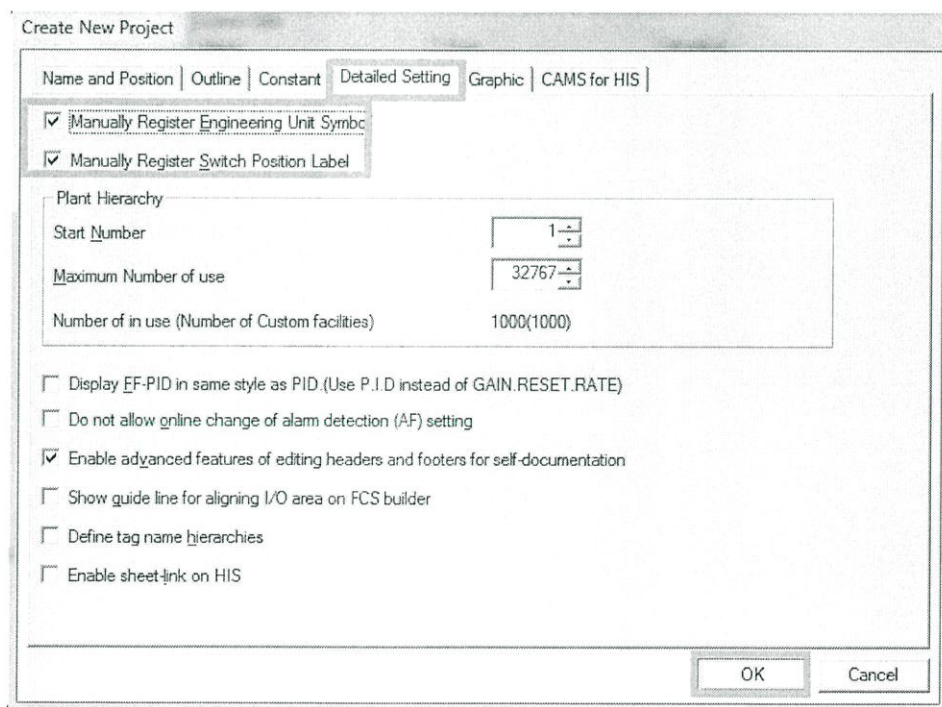 Create New Project
Name and Position Outline Constant Detailed Setting Graphic CAMS for HIS
Manually Register Engineering Unit Symbo
Manually Register Switch Position Label
Plant Hierarchy
Start Number 1
Maximum Number of use 32767
Number of in use (Number of Custom facilities) 1000(1000)
Display FF-PID in same style as PID.(Use P.I.D instead of GAIN.RESET.RATE)
Do not allow online change of alarm detection (AF) setting
Enable advanced features of editing headers and footers for self-documentation
Show guide line for aligning I/O area on FCS builder
Define tag name hierarchies
Enable sheet-link on HIS
OK Cancel